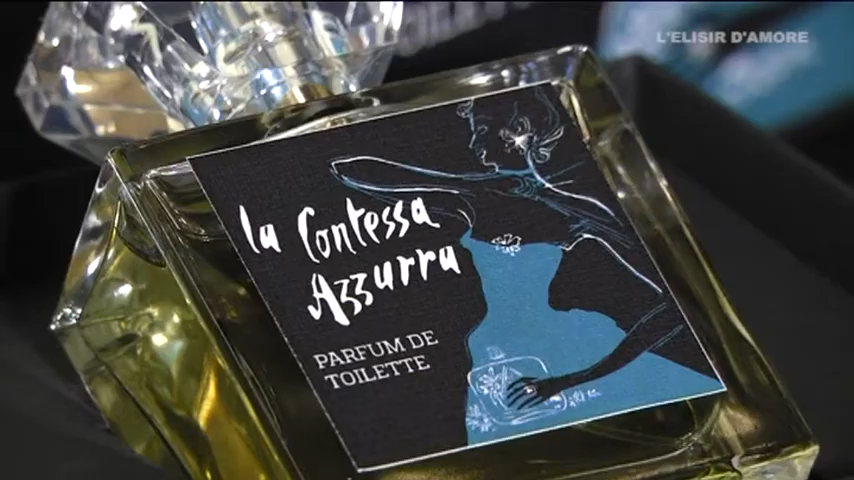 L'ELISIR D'AMORE
la Contessa
Azzurra
PARFUM DE
TOILETTE